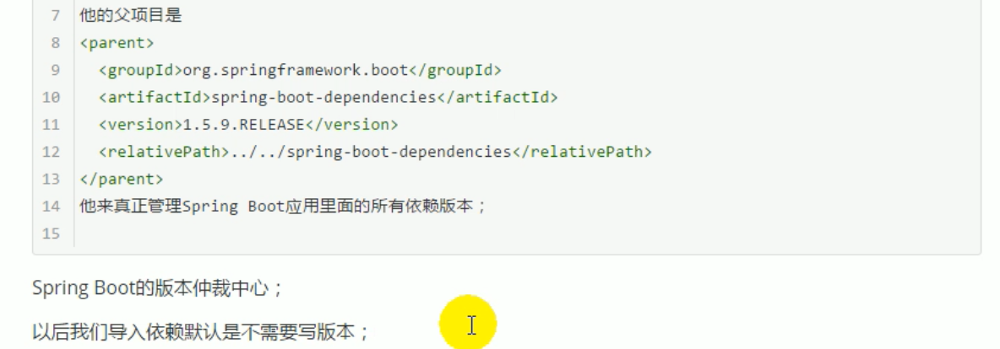 7 他的父项目是
8 <parent>
9   <groupId>org.springframework.boot</groupId>
10   <artifactId>spring-boot-dependencies</artifactId>
11   <version>1.5.9.RELEASE</version>
12   <relativePath>../../spring-boot-dependencies</relativePath>
13 </parent>
14 他来真正管理Spring Boot应用里面的所有依赖版本；
15
Spring Boot的版本仲裁中心；
以后我们导入依赖默认是不需要写版本；